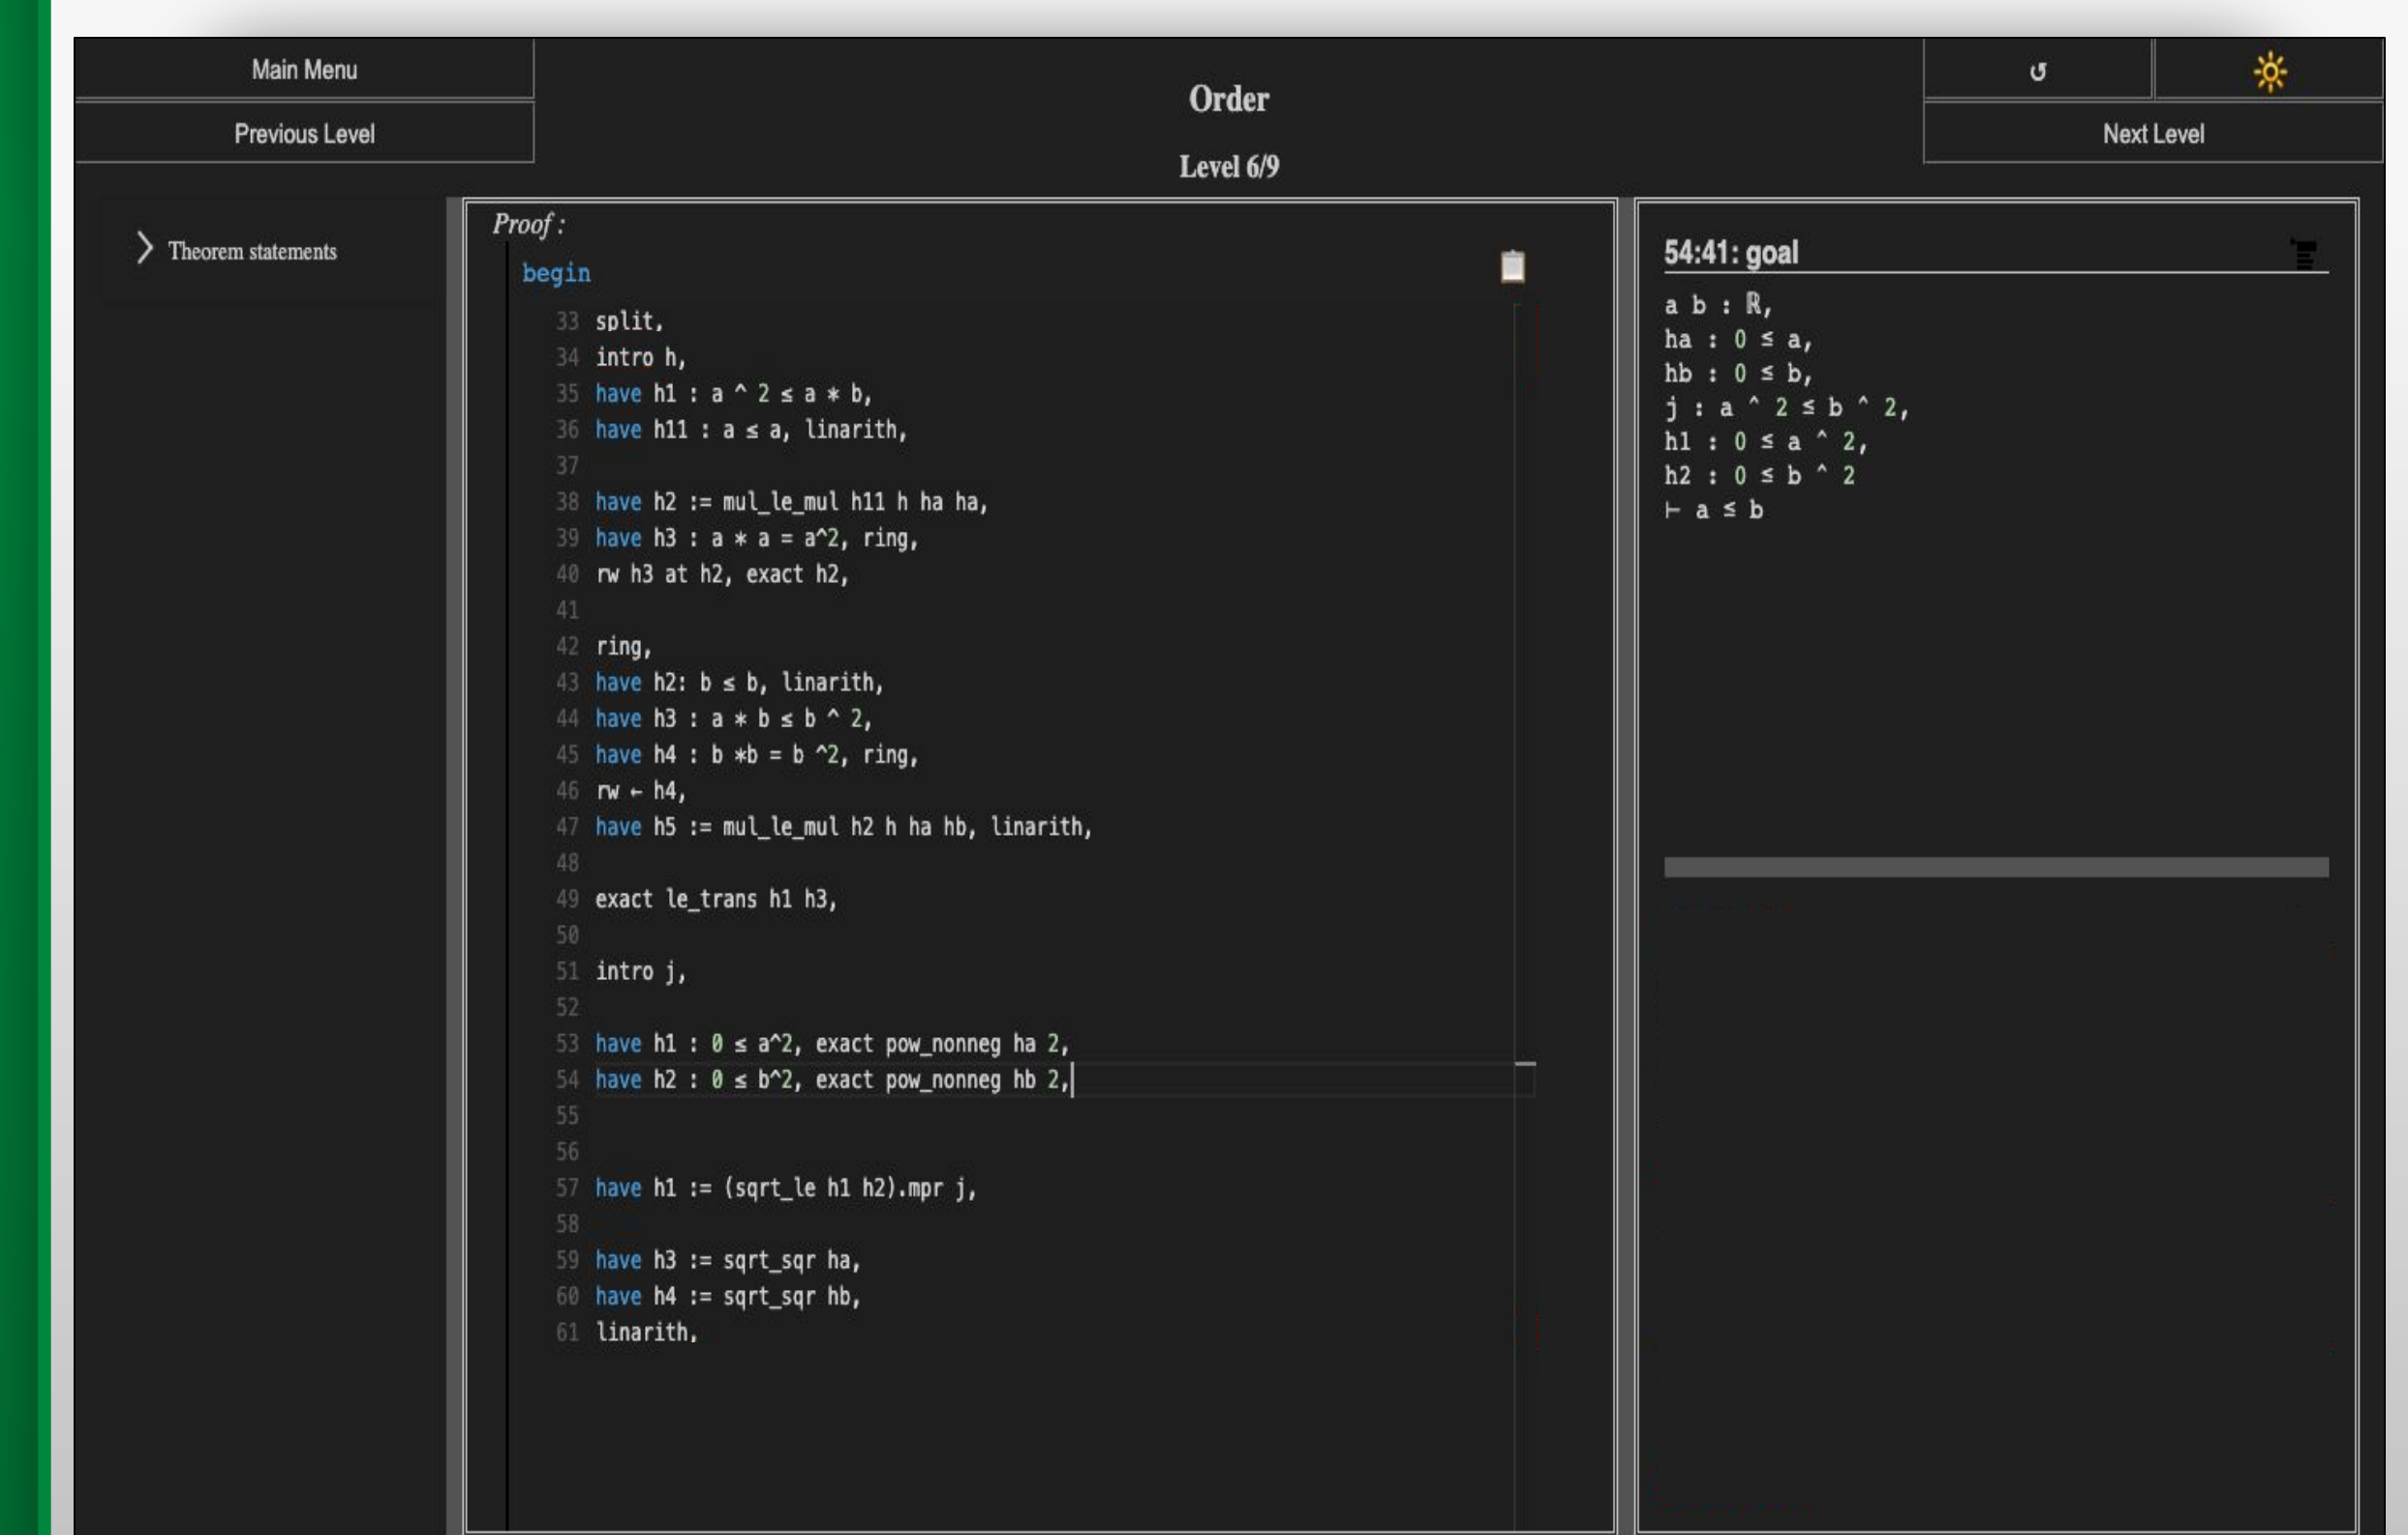 Main Menu
Previous Level
Order
Level 6/9
↺
Next Level
Theorem statements
Proof :
begin
33 split,
34 intro h,
35 have h1 : a ^ 2 ≤ a * b,
36 have h11 : a ≤ a, linarith,
37
38 have h2 := mul_le_mul h11 h ha ha,
39 have h3 : a * a = a^2, ring,
40 rw h3 at h2, exact h2,
41
42 ring,
43 have h2: b ≤ b, linarith,
44 have h3 : a * b ≤ b ^ 2,
45 have h4 : b *b = b ^2, ring,
46 rw ← h4,
47 have h5 := mul_le_mul h2 h ha hb, linarith,
48
49 exact le_trans h1 h3,
50
51 intro j,
52
53 have h1 : 0 ≤ a^2, exact pow_nonneg ha 2,
54 have h2 : 0 ≤ b^2, exact pow_nonneg hb 2,
55
56
57 have h1 := (sqrt_le h1 h2).mpr j,
58
59 have h3 := sqrt_sqr ha,
60 have h4 := sqrt_sqr hb,
61 linarith,
54:41: goal
a b : ℝ,
ha : 0 ≤ a,
hb : 0 ≤ b,
j : a ^ 2 ≤ b ^ 2,
h1 : 0 ≤ a ^ 2,
h2 : 0 ≤ b ^ 2
⊢ a ≤ b